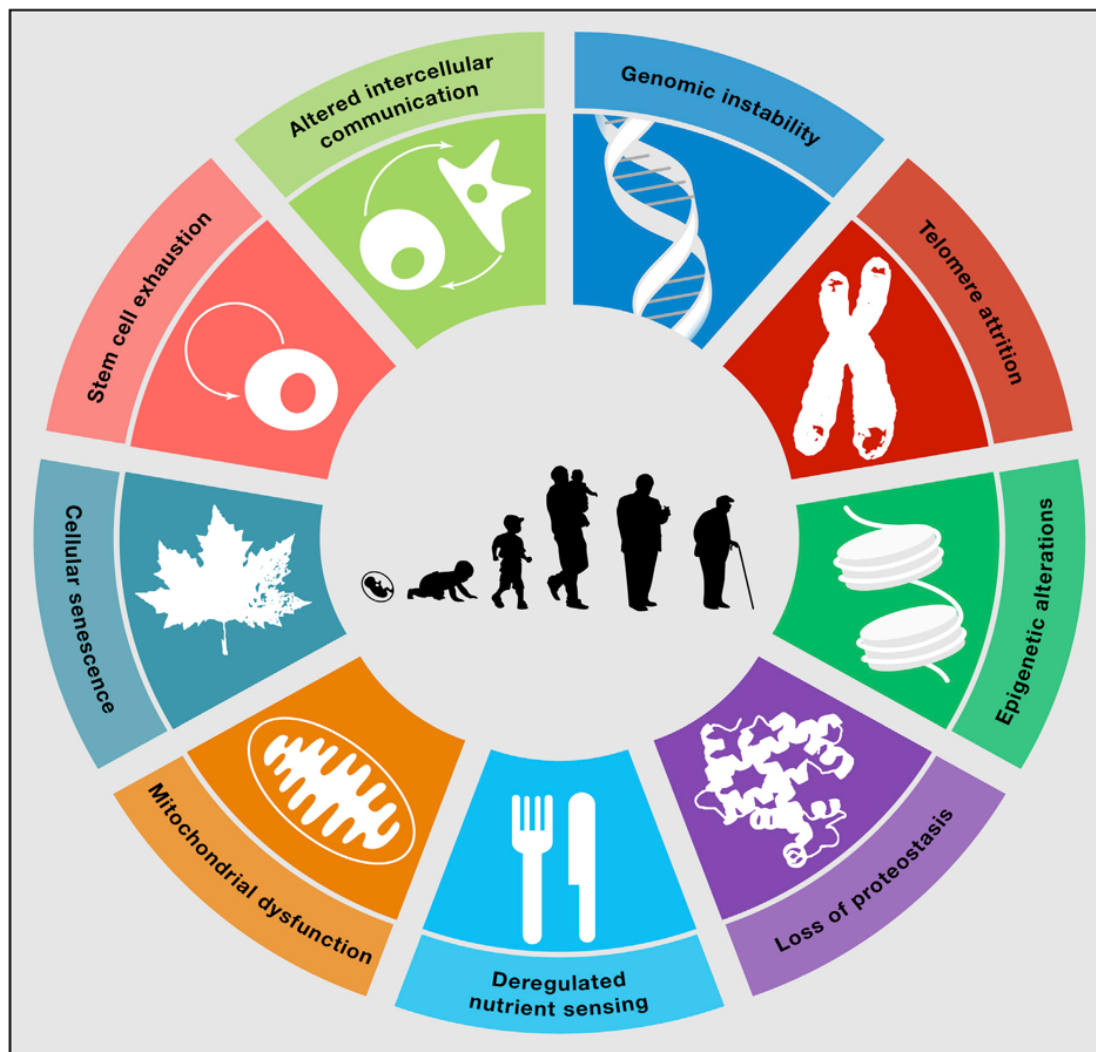 Altered intercellular
communication
Genomic instability
Telomere attrition
Epigenetic alterations
Loss of proteostasis
Deregulated
nutrient sensing
Mitochondrial dysfunction
Cellular senescence
Stem cell exhaustion